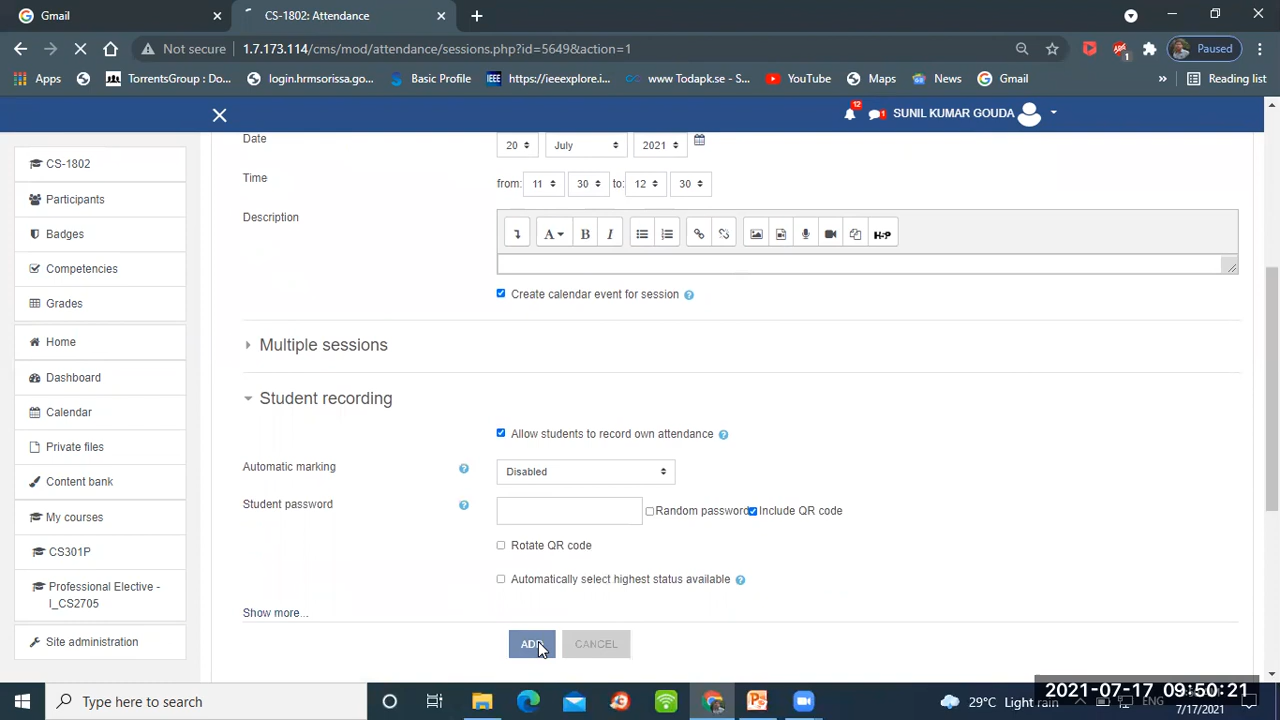 Gmail
CS-1802: Attendance
Not secure
1.7.173.114/cms/mod/attendance/sessions.php?id=5649&action=1
Paused
Apps
TorrentsGroup : Do...
login.hrmsorissa.go...
Basic Profile
https://ieeexplore.i...
www Todapk.s... - S...
YouTube
Maps
News
Gmail
»
Reading list
12
1
SUNIL KUMAR GOUDA
CS-1802
Participants
Badges
Competencies
Grades
Home
Dashboard
Calendar
Private files
Content bank
My courses
CS301P
Professional Elective -
I_CS2705
Site administration
Date
20
July
2021
Time
from:
11
30
to:
12
30
Description
A
B
I
H-P
Create calendar event for session
Multiple sessions
Student recording
Allow students to record own attendance
Automatic marking
Disabled
Student password
Random password
Include QR code
Rotate QR code
Automatically select highest status available
Show more...
ADD
CANCEL
Type here to search
29°C Light rain
ENG
2021-07-17 09:50:21
7/17/2021